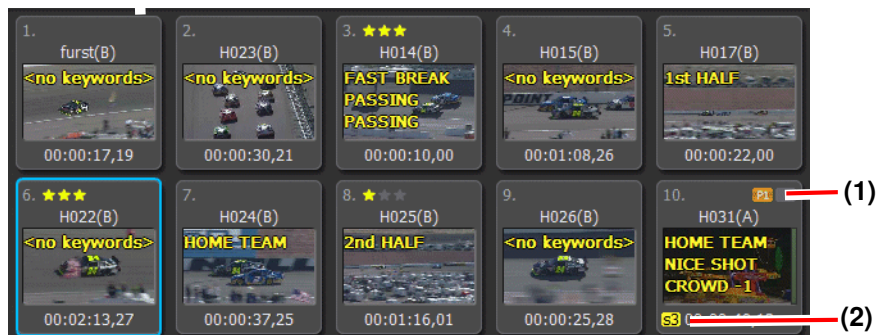 1.
furst(B)
<no keywords>
00:00:17,19
2.
H023(B)
<no keywords>
00:00:30,21
3.
H014(B)
FAST BREAK
PASSING
PASSING
00:00:10,00
4.
H015(B)
<no keywords>
00:01:08,26
5.
H017(B)
1st HALF
00:00:22,00
6.
H022(B)
<no keywords>
00:02:13,27
7.
H024(B)
HOME TEAM
00:00:37,25
8.
H025(B)
2nd HALF
00:01:16,01
9.
H026(B)
<no keywords>
00:00:25,28
10. P1
H031(A)
HOME TEAM
NICE SHOT
CROWD -1
s3
(1)
(2)